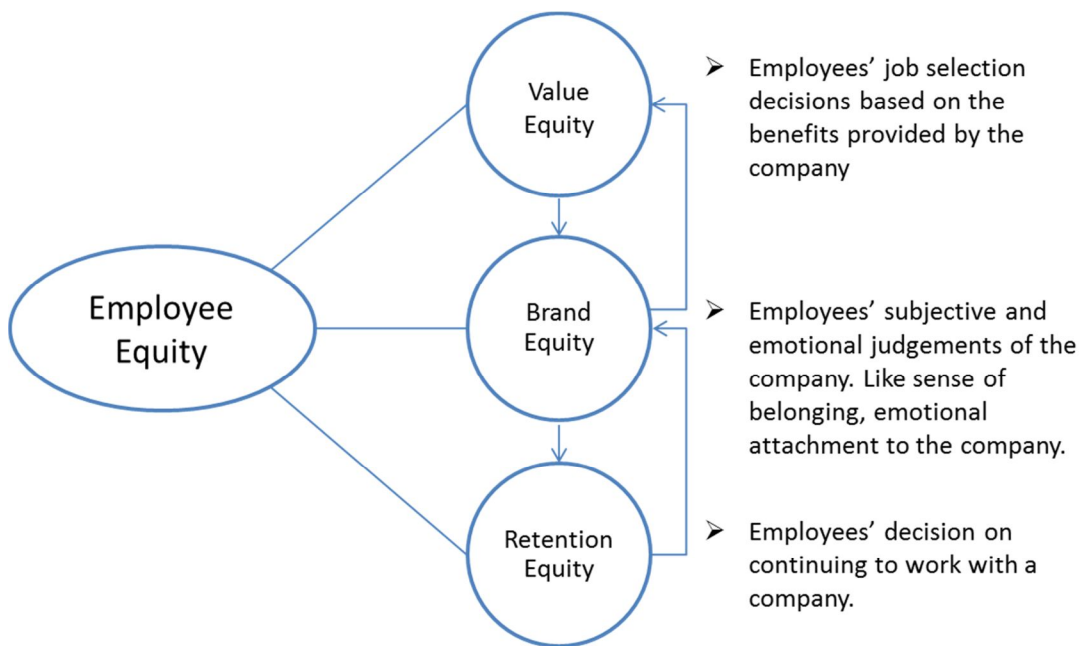 Employee
Equity
Value
Equity
Brand
Equity
Retention
Equity
➢ Employees’ job selection
decisions based on the
benefits provided by the
company
➢ Employees’ subjective and
emotional judgements of the
company. Like sense of
belonging, emotional
attachment to the company.
➢ Employees’ decision on
continuing to work with a
company.